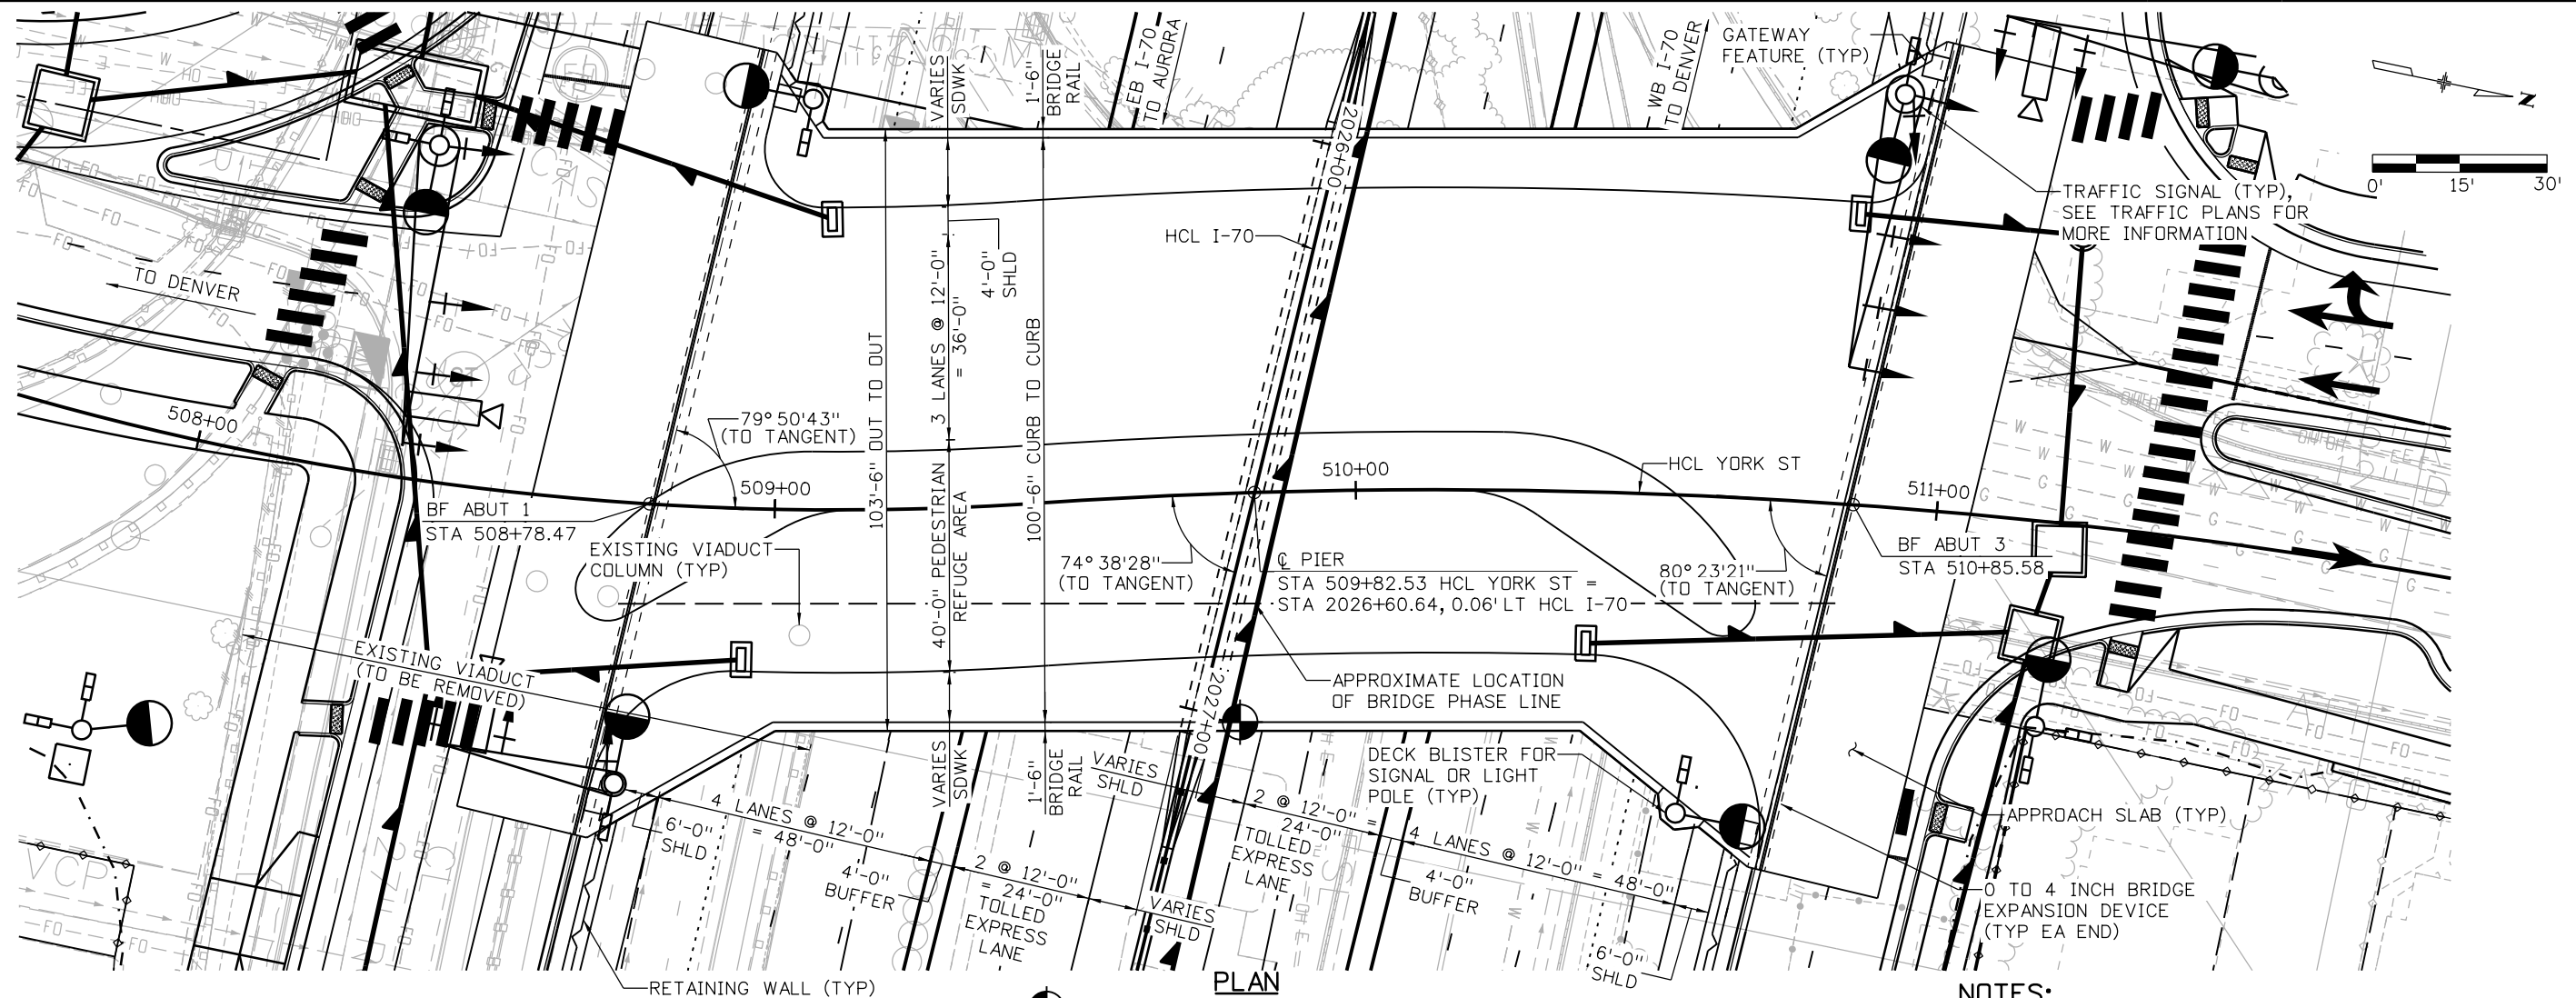 VARIES
SDWK
1'-6"
BRIDGE
RAIL
EB I-70
TO AURORA
WB I-70
TO DENVER
GATEWAY
FEATURE (TYP)
N
0'
15'
30'
2026+00
TRAFFIC SIGNAL (TYP),
SEE TRAFFIC PLANS FOR
MORE INFORMATION
HCL I-70
TO DENVER
4'-0"
SHLD
3 LANES @ 12'-0"
= 36'-0"
103'-6" OUT TO OUT
100'-6" CURB TO CURB
40'-0" PEDESTRIAN
REFUGE AREA
508+00
79° 50'43"
(TO TANGENT)
509+00
510+00
HCL YORK ST
511+00
BF ABUT 1
STA 508+78.47
EXISTING VIADUCT
COLUMN (TYP)
74° 38'28"
(TO TANGENT)
℄ PIER
STA 509+82.53 HCL YORK ST =
STA 2026+60.64, 0.06' LT HCL I-70
80° 23'21"
(TO TANGENT)
BF ABUT 3
STA 510+85.58
EXISTING VIADUCT
(TO BE REMOVED)
APPROXIMATE LOCATION
OF BRIDGE PHASE LINE
2027+00
VARIES
SDWK
1'-6"
BRIDGE
RAIL
VARIES
SHLD
DECK BLISTER FOR
SIGNAL OR LIGHT
POLE (TYP)
4 LANES @ 12'-0"
= 48'-0"
6'-0"
SHLD
4'-0"
BUFFER
2 @ 12'-0"
= 24'-0"
TOLLED
EXPRESS
LANE
VARIES
SHLD
2 @ 12'-0" =
24'-0"
TOLLED
EXPRESS
LANE
4'-0"
BUFFER
4 LANES @ 12'-0" = 48'-0"
6'-0"
SHLD
APPROACH SLAB (TYP)
0 TO 4 INCH BRIDGE
EXPANSION DEVICE
(TYP EA END)
RETAINING WALL (TYP)
VCP
PLAN
NOTES: